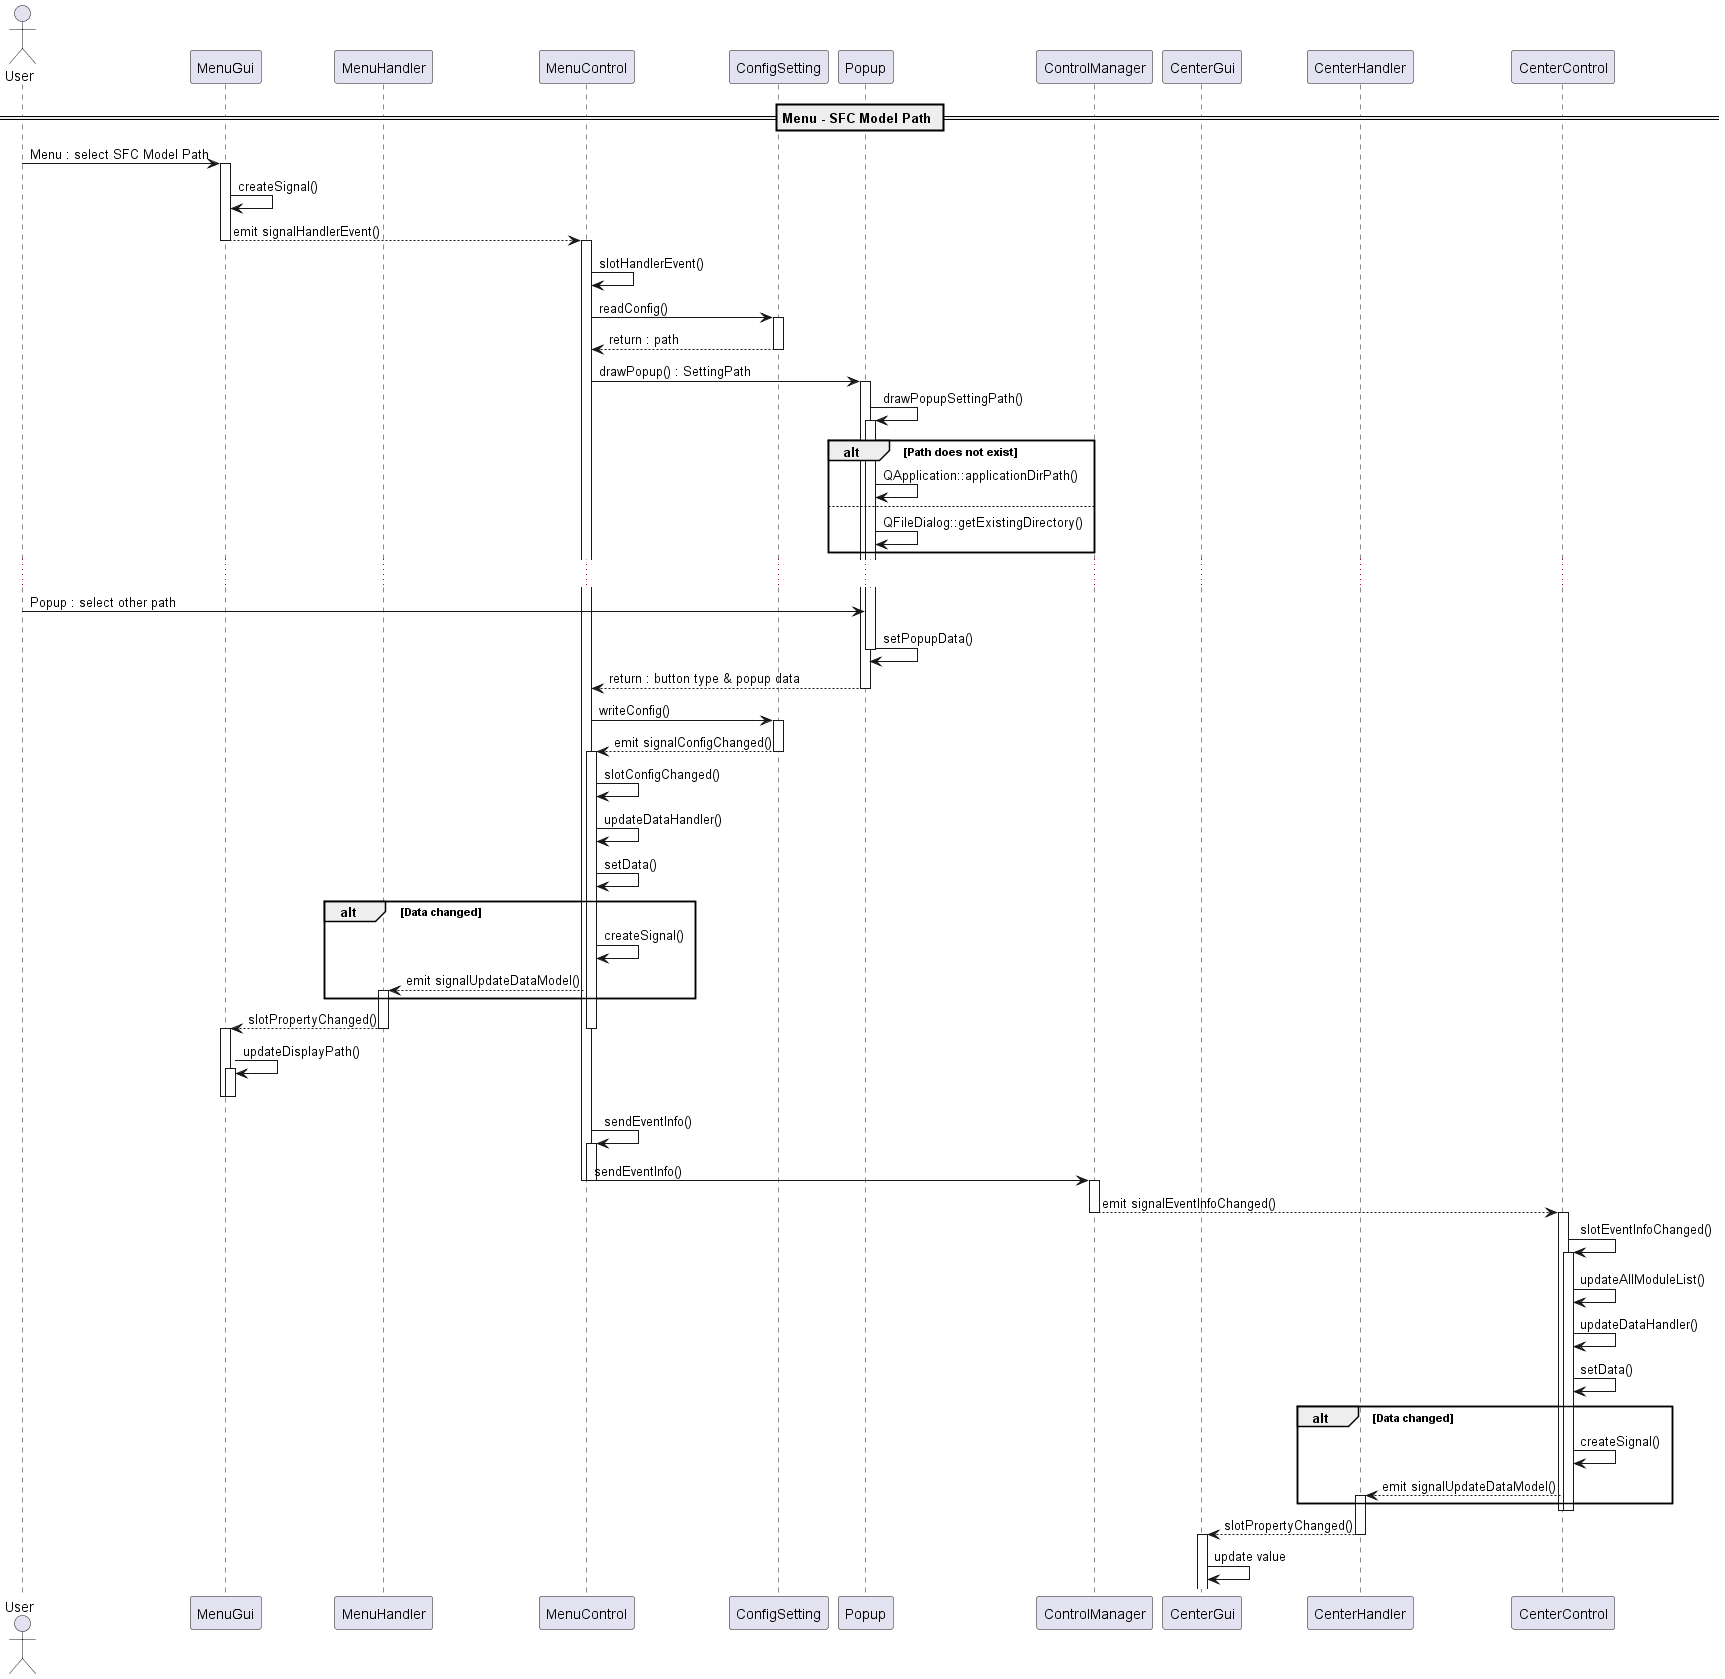 User
MenuGui
MenuHandler
MenuControl
ConfigSetting
Popup
ControlManager
CenterGui
CenterHandler
CenterControl
Menu - SFC Model Path
Menu : select SFC Model Path
createSignal()
emit signalHandlerEvent()
slotHandlerEvent()
readConfig()
return : path
drawPopup() : SettingPath
drawPopupSettingPath()
alt
[Path does not exist]
QApplication::applicationDirPath()
QFileDialog::getExistingDirectory()
Popup : select other path
setPopupData()
return : button type & popup data
writeConfig()
emit signalConfigChanged()
slotConfigChanged()
updateDataHandler()
setData()
alt
[Data changed]
createSignal()
emit signalUpdateDataModel()
slotPropertyChanged()
updateDisplayPath()
sendEventInfo()
sendEventInfo()
emit signalEventInfoChanged()
slotEventInfoChanged()
updateAllModuleList()
updateDataHandler()
setData()
alt
[Data changed]
createSignal()
emit signalUpdateDataModel()
slotPropertyChanged()
update value
User
MenuGui
MenuHandler
MenuControl
ConfigSetting
Popup
ControlManager
CenterGui
CenterHandler
CenterControl